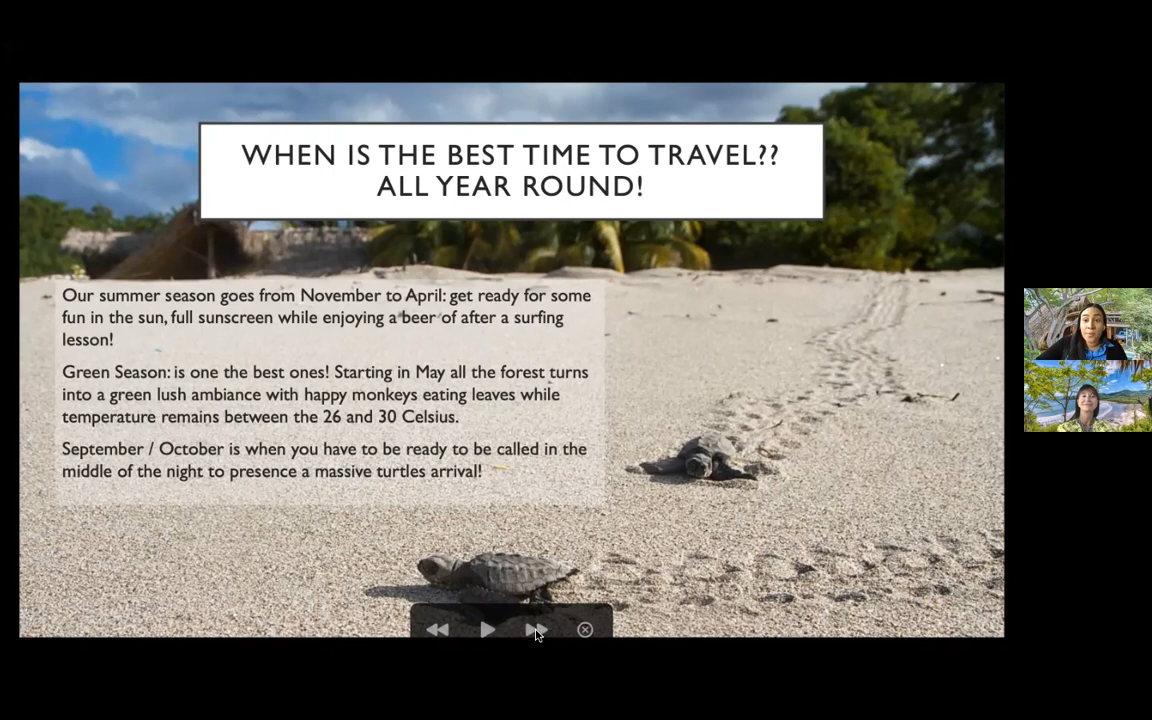 WHEN IS THE BEST TIME TO TRAVEL??
ALL YEAR ROUND!
Our summer season goes from November to April: get ready for some
fun in the sun, full sunscreen while enjoying a beer of after a surfing
lesson!
Green Season: is one the best ones! Starting in May all the forest turns
into a green lush ambiance with happy monkeys eating leaves while
temperature remains between the 26 and 30 Celsius.
September / October is when you have to be ready to be called in the
middle of the night to presence a massive turtles arrival!